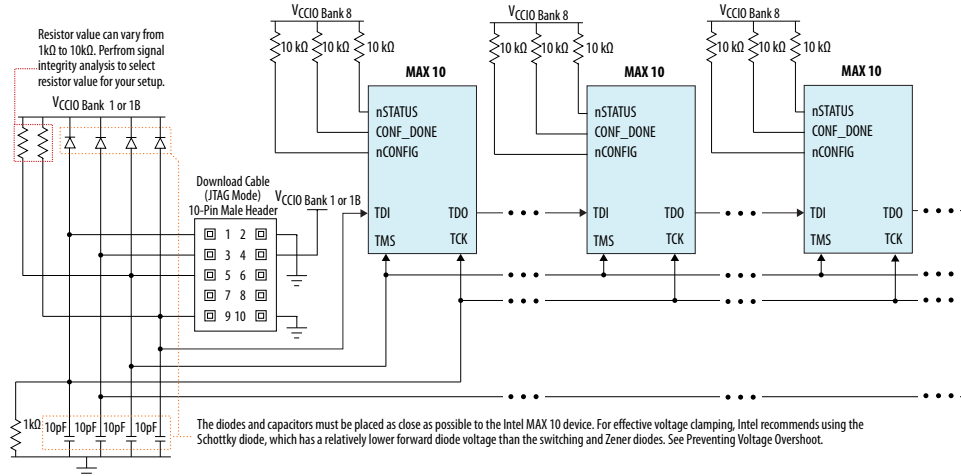 Resistor value can vary from
1kΩ to 10kΩ. Perfrom signal
integrity analysis to select
resistor value for your setup.
VCCIO Bank 1 or 1B
VCCIO Bank 8
10 kΩ
10 kΩ
10 kΩ
MAX 10
nSTATUS
CONF_DONE
nCONFIG
TDI
TDO
TMS
TCK
VCCIO Bank 8
10 kΩ
10 kΩ
10 kΩ
MAX 10
nSTATUS
CONF_DONE
nCONFIG
TDI
TDO
TMS
TCK
VCCIO Bank 8
10 kΩ
10 kΩ
10 kΩ
MAX 10
nSTATUS
CONF_DONE
nCONFIG
TDI
TDO
TMS
TCK
Download Cable
(JTAG Mode)
10-Pin Male Header
VCCIO Bank 1 or 1B
1 2
3 4
5 6
7 8
9 10
1kΩ
10pF
10pF
10pF
10pF
The diodes and capacitors must be placed as close as possible to the Intel MAX 10 device. For effective voltage clamping, Intel recommends using the
Schottky diode, which has a relatively lower forward diode voltage than the switching and Zener diodes. See Preventing Voltage Overshoot.